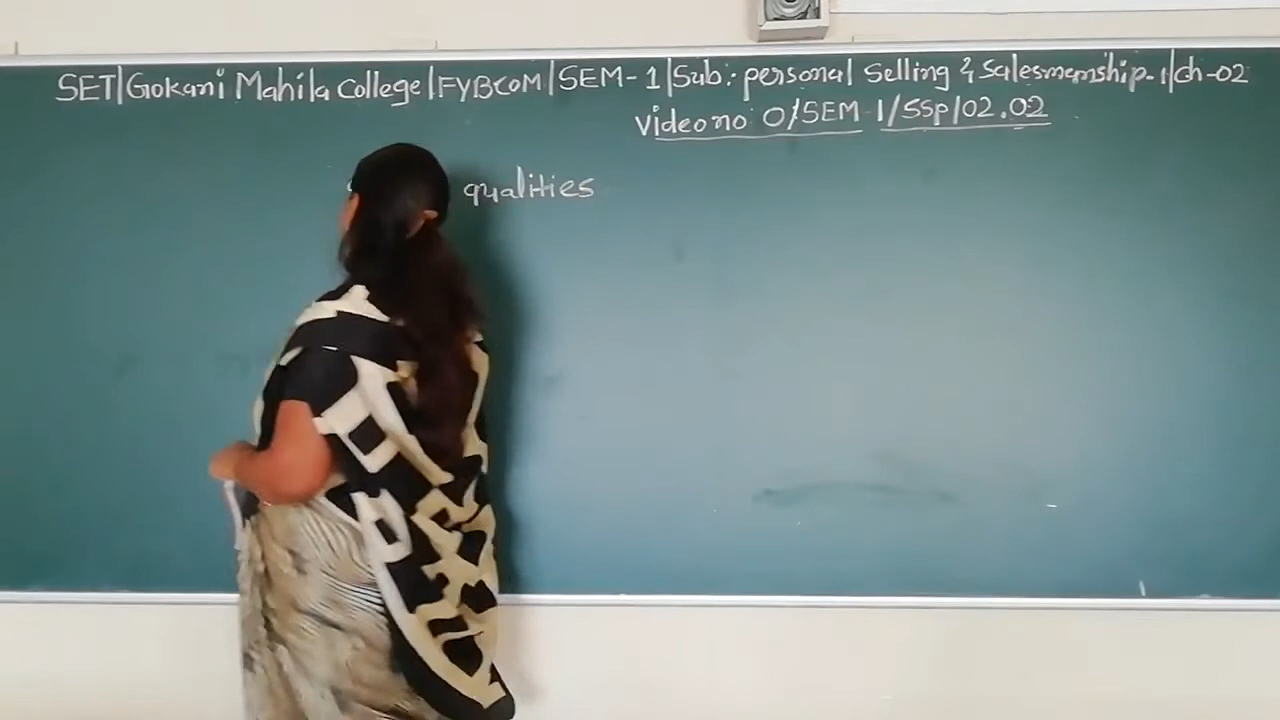 SET|Gokani Mahila College|FYBCOM|SEM-1|Sub: personal Selling & Salesmamship-1|ch-02
video no 0/SEM-1/SSp/02.02
qualities